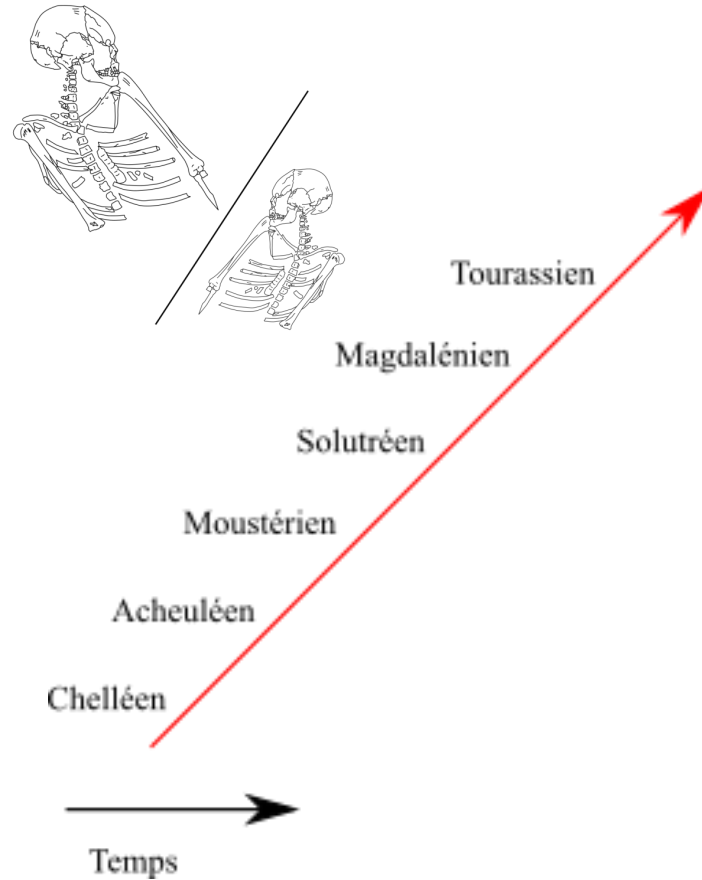 Tourassien
Magdalénien
Solutréen
Moustérien
Acheuléen
Chelléen
Temps